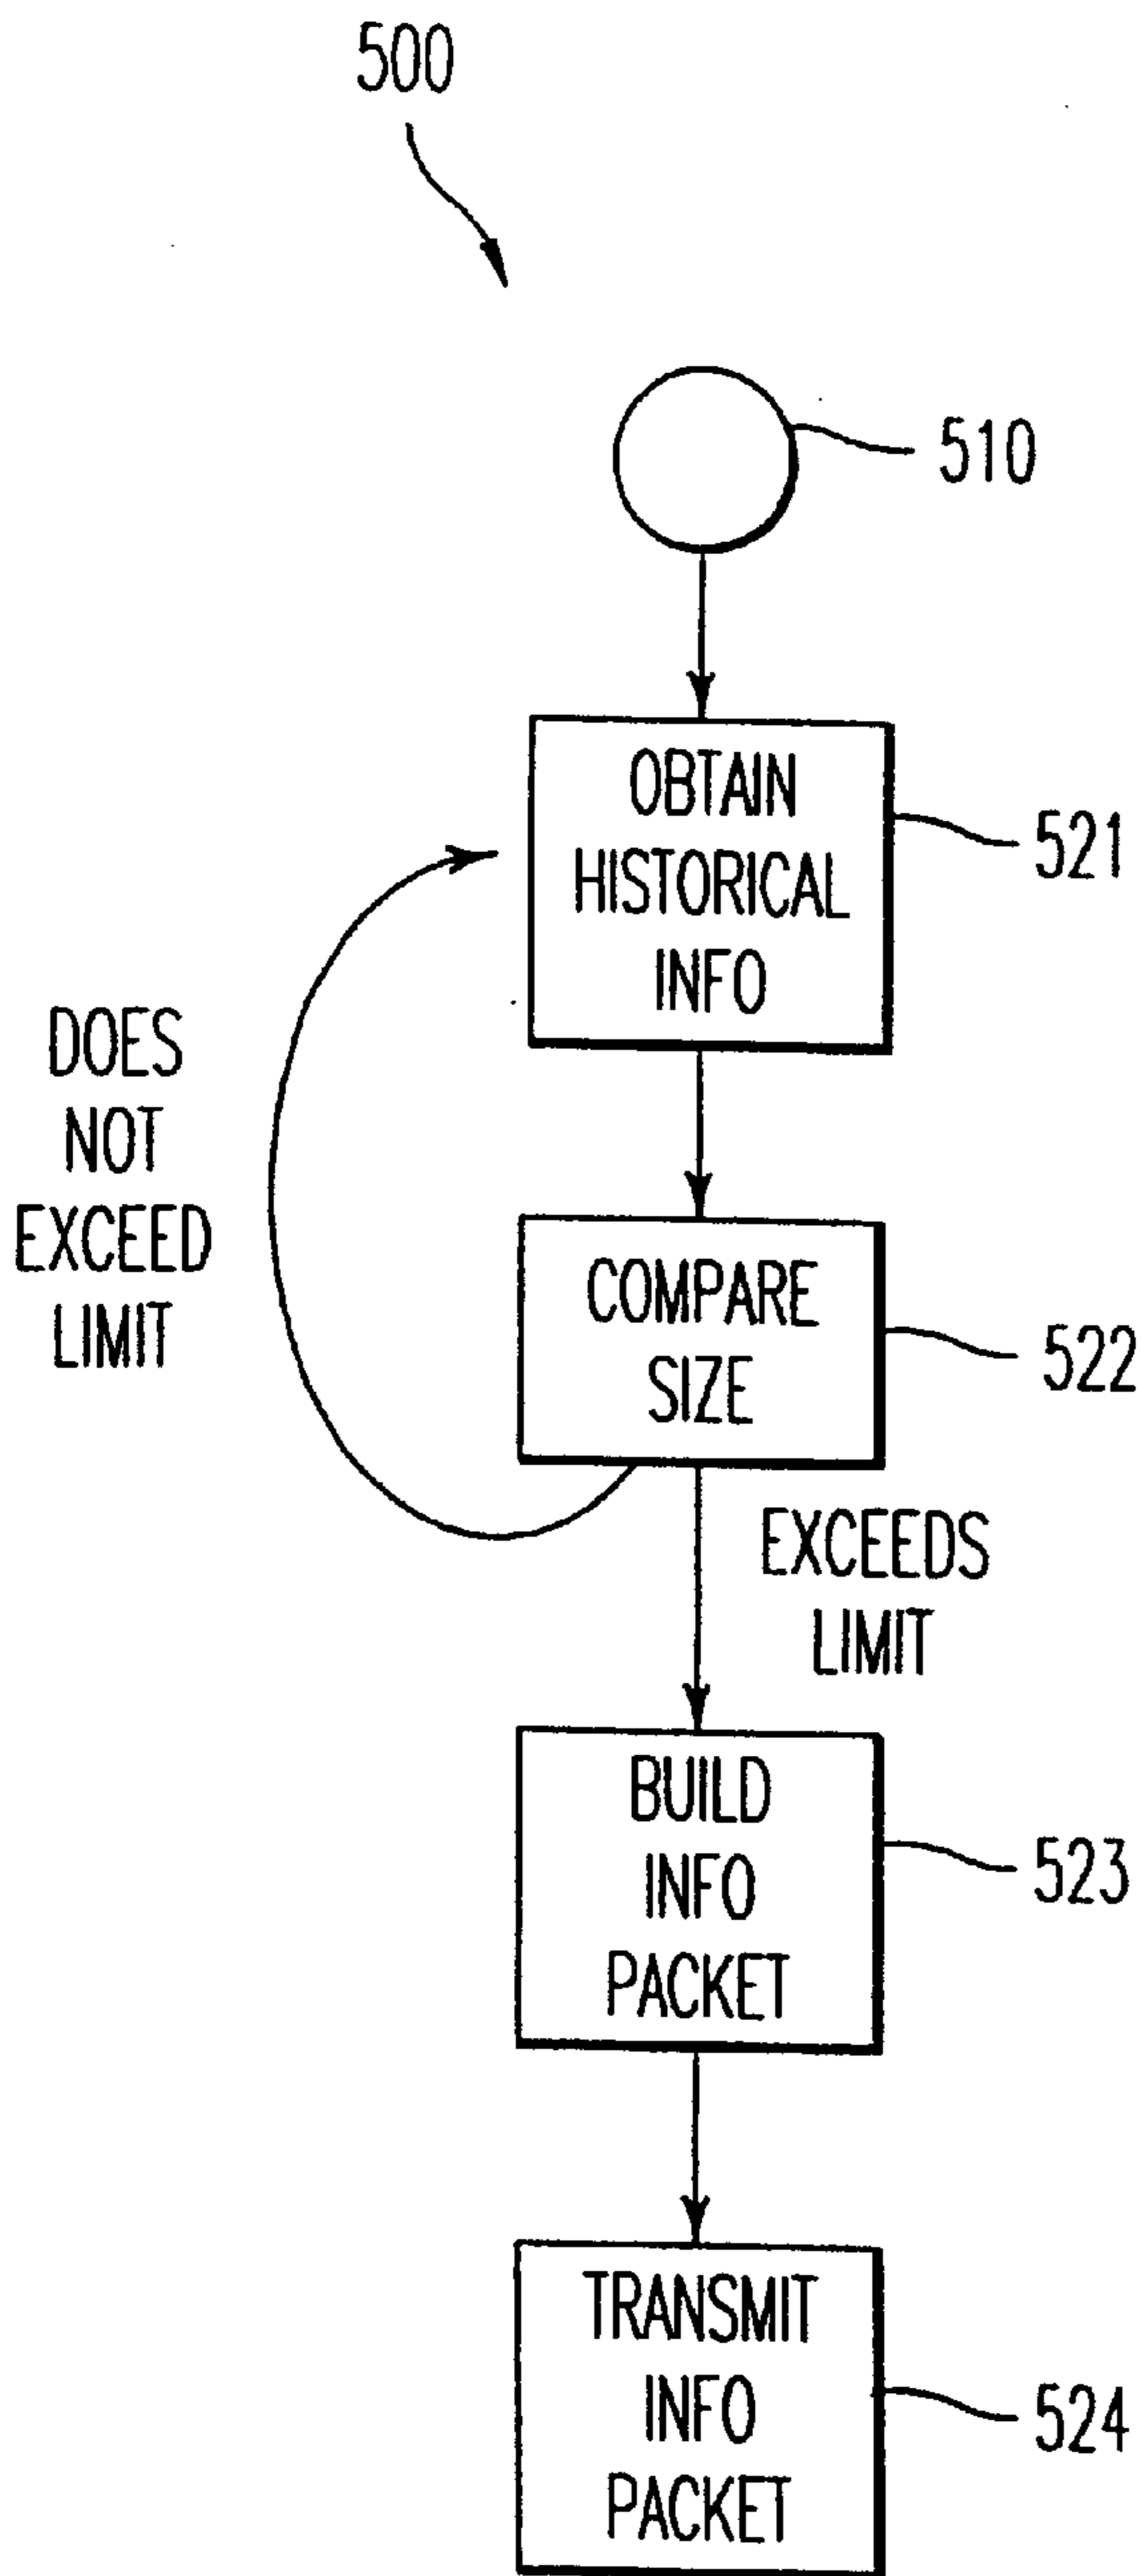 500
510
OBTAIN
HISTORICAL
INFO
521
DOES
NOT
EXCEED
LIMIT
COMPARE
SIZE
522
EXCEEDS
LIMIT
BUILD
INFO
PACKET
523
TRANSMIT
INFO
PACKET
524